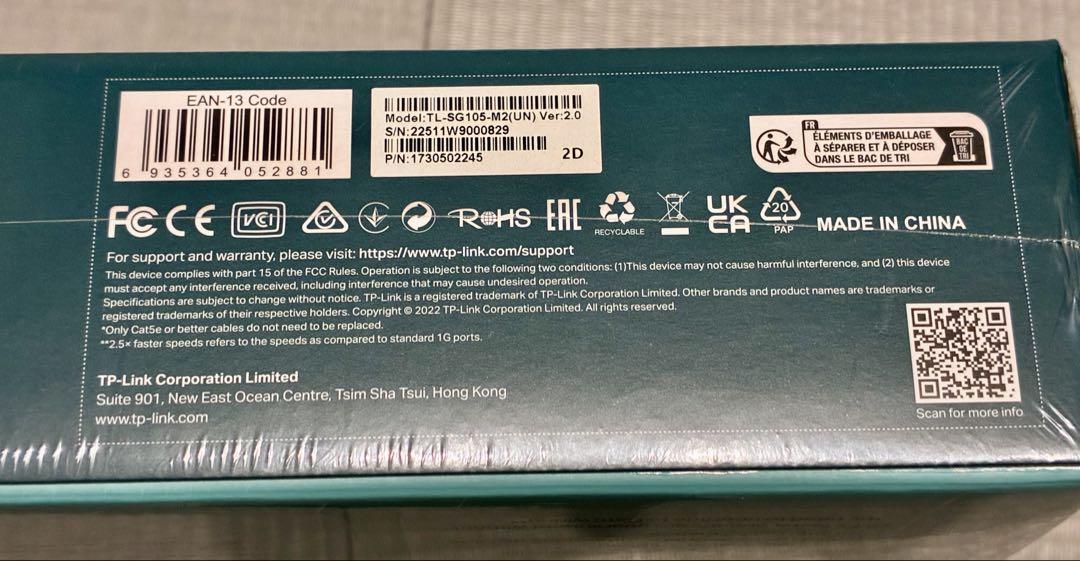 EAN-13 Code
6 935364 052881
Model:TL-SG105-M2(UN) Ver:2.0
S/N:22511W9000829
P/N:1730502245
2D
FR
ÉLÉMENTS D'EMBALLAGE
À SÉPARER ET À DÉPOSER
DANS LE BAC DE TRI
BAC
DE
TRI
FC CE VCI RoHS EAC
RECYCLABLE
UK
CA
20
PAP
MADE IN CHINA
For support and warranty, please visit: https://www.tp-link.com/support
This device complies with part 15 of the FCC Rules. Operation is subject to the following two conditions: (1)This device may not cause harmful interference, and (2) this device
must accept any interference received, including interference that may cause undesired operation.
Specifications are subject to change without notice. TP-Link is a registered trademark of TP-Link Corporation Limited. Other brands and product names are trademarks or
registered trademarks of their respective holders. Copyright © 2022 TP-Link Corporation Limited. All rights reserved.
*Only Cat5e or better cables do not need to be replaced.
**2.5× faster speeds refers to the speeds as compared to standard 1G ports.
TP-Link Corporation Limited
Suite 901, New East Ocean Centre, Tsim Sha Tsui, Hong Kong
www.tp-link.com
Scan for more info